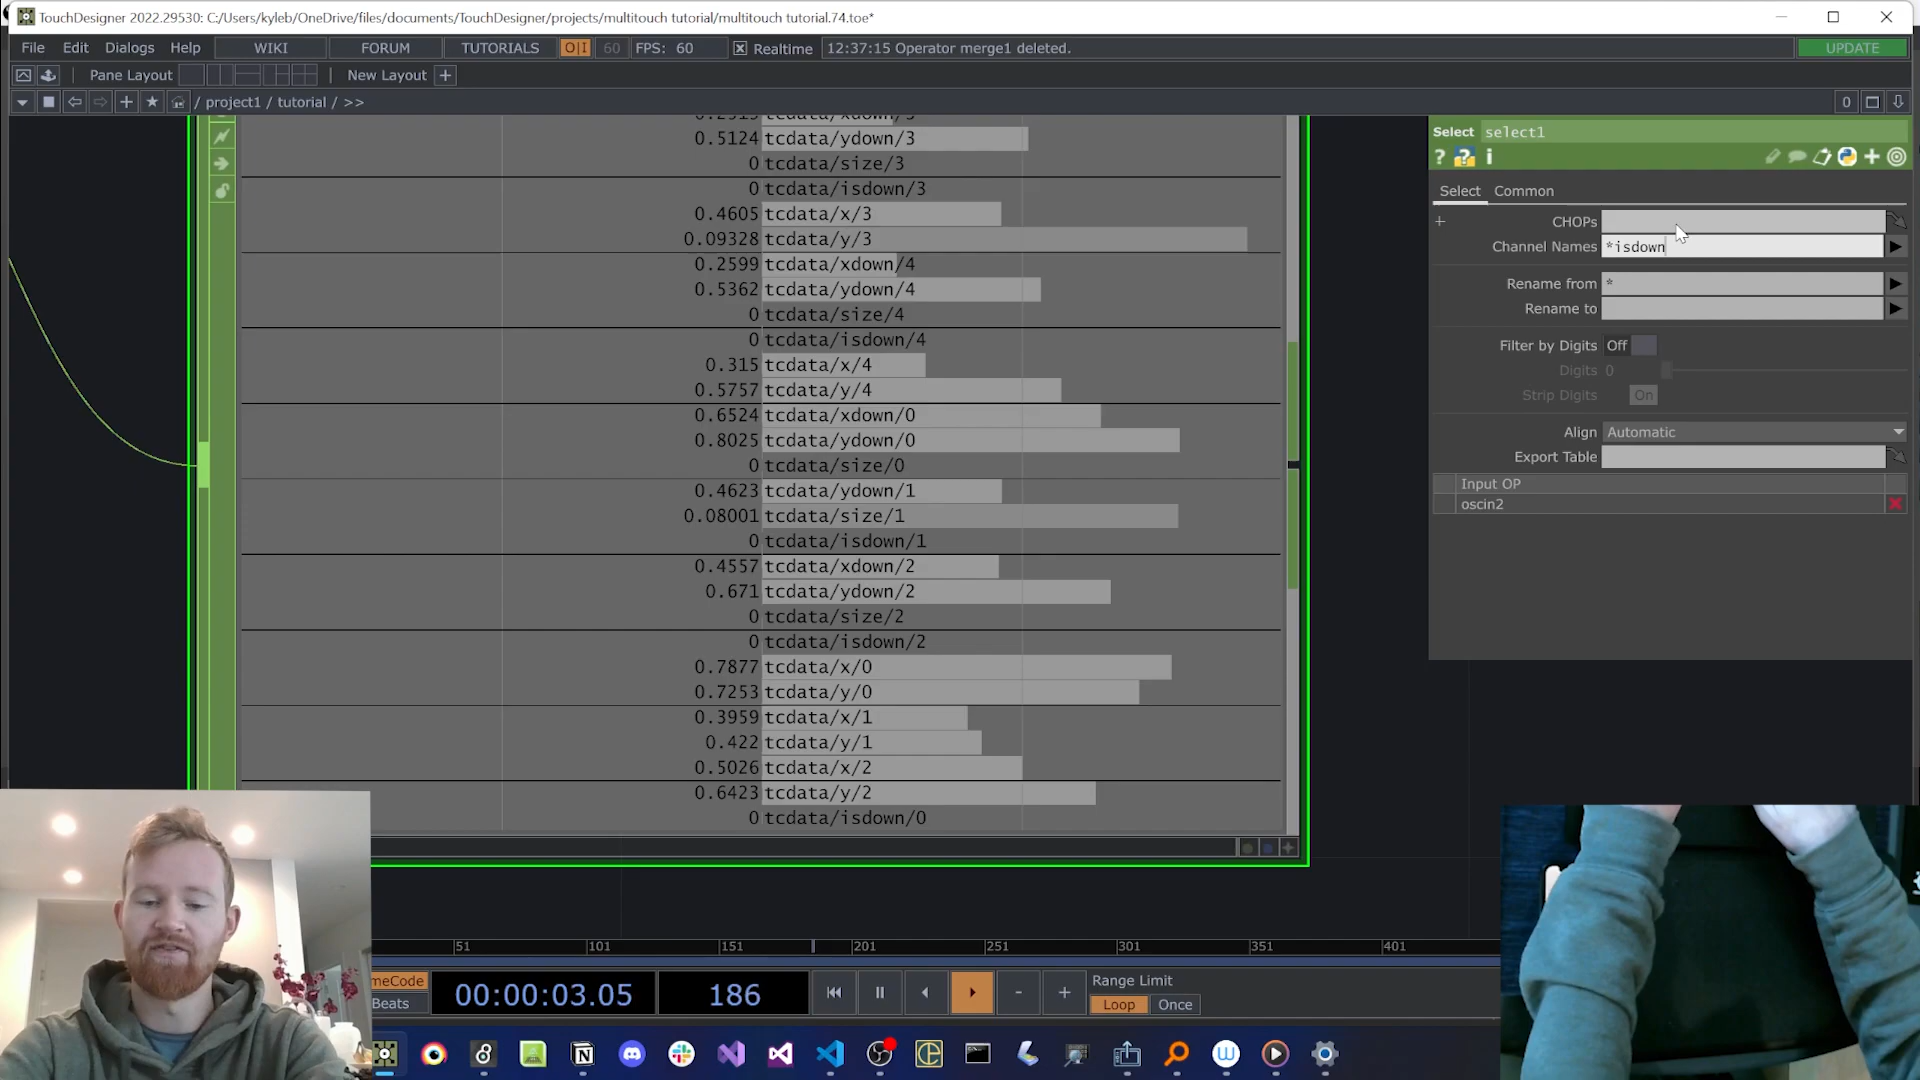 TouchDesigner 2022.29530: C:/Users/kyleb/OneDrive/files/documents/TouchDesigner/projects/multitouch tutorial/multitouch tutorial.74.toe*
File Edit Dialogs Help WIKI FORUM TUTORIALS O|I 60 FPS: 60 Realtime 12:37:15 Operator merge1 deleted. UPDATE
Pane Layout New Layout +
/ project1 / tutorial / >> 0
0.5124 tcdata/ydown/3
0 tcdata/size/3
0 tcdata/isdown/3
0.4605 tcdata/x/3
0.09328 tcdata/y/3
0.2599 tcdata/xdown/4
0.5362 tcdata/ydown/4
0 tcdata/size/4
0 tcdata/isdown/4
0.315 tcdata/x/4
0.5757 tcdata/y/4
0.6524 tcdata/xdown/0
0.8025 tcdata/ydown/0
0 tcdata/size/0
0.4623 tcdata/ydown/1
0.08001 tcdata/size/1
0 tcdata/isdown/1
0.4557 tcdata/xdown/2
0.671 tcdata/ydown/2
0 tcdata/size/2
0 tcdata/isdown/2
0.7877 tcdata/x/0
0.7253 tcdata/y/0
0.3959 tcdata/x/1
0.422 tcdata/y/1
0.5026 tcdata/x/2
0.6423 tcdata/y/2
0 tcdata/isdown/0
Select select1
? ? i
Select Common
+ CHOPs
Channel Names *isdown
Rename from *
Rename to
Filter by Digits Off
Digits 0
Strip Digits On
Align Automatic
Export Table
Input OP
oscin2
51 101 151 201 251 301 351 401
meCode
Beats
00:00:03.05 186
- +
Range Limit
Loop Once